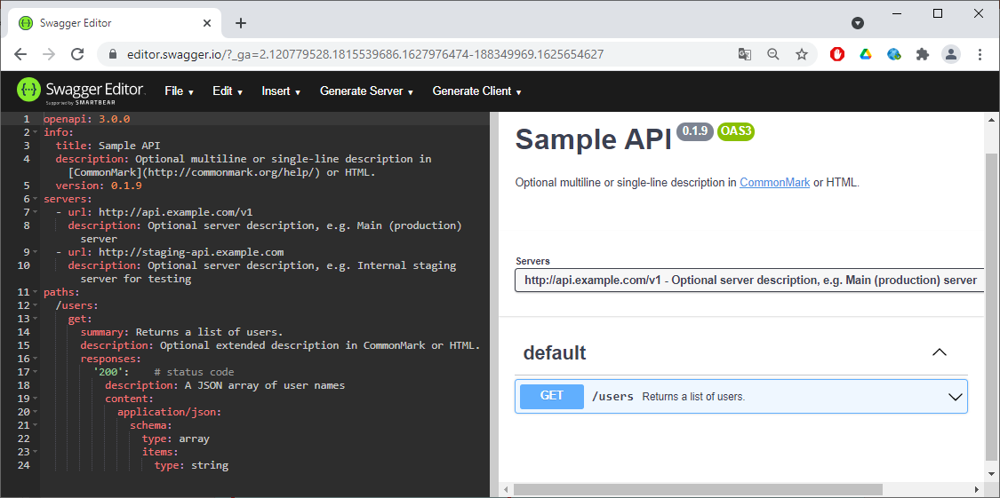 Swagger Editor
editor.swagger.io/?_ga=2.120779528.1815539686.1627976474-188349969.1625654627
Swagger Editor.
Supported by SMARTBEAR
File Edit Insert Generate Server Generate Client
1 openapi: 3.0.0
2 info:
3 title: Sample API
4 description: Optional multiline or single-line description in
[CommonMark](http://commonmark.org/help/) or HTML.
5 version: 0.1.9
6 servers:
7 - url: http://api.example.com/v1
8 description: Optional server description, e.g. Main (production)
server
9 - url: http://staging-api.example.com
10 description: Optional server description, e.g. Internal staging
server for testing
11 paths:
12 /users:
13 get:
14 summary: Returns a list of users.
15 description: Optional extended description in CommonMark or HTML.
16 responses:
17 '200': # status code
18 description: A JSON array of user names
19 content:
20 application/json:
21 schema:
22 type: array
23 items:
24 type: string
Sample API 0.1.9 OAS3
Optional multiline or single-line description in CommonMark or HTML.
Servers
http://api.example.com/v1 - Optional server description, e.g. Main (production) server
default
GET /users Returns a list of users.